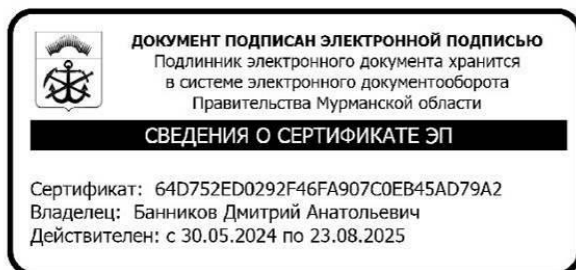 ДОКУМЕНТ ПОДПИСАН ЭЛЕКТРОННОЙ ПОДПИСЬЮ
Подлинник электронного документа хранится
в системе электронного документооборота
Правительства Мурманской области
СВЕДЕНИЯ О СЕРТИФИКАТЕ ЭП
Сертификат: 64D752ED0292F46FA907C0EB45AD79A2
Владелец: Банников Дмитрий Анатольевич
Действителен: с 30.05.2024 по 23.08.2025